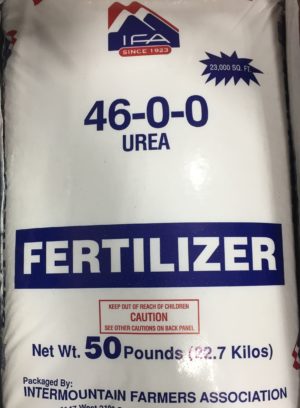 IFA
SINCE 1923
23,000 SQ. FT.
46-0-0
UREA
FERTILIZER
KEEP OUT OF REACH OF CHILDREN
CAUTION
SEE OTHER CAUTIONS ON BACK PANEL
Net Wt. 50 Pounds (22.7 Kilos)
Packaged By:
INTERMOUNTAIN FARMERS ASSOCIATION